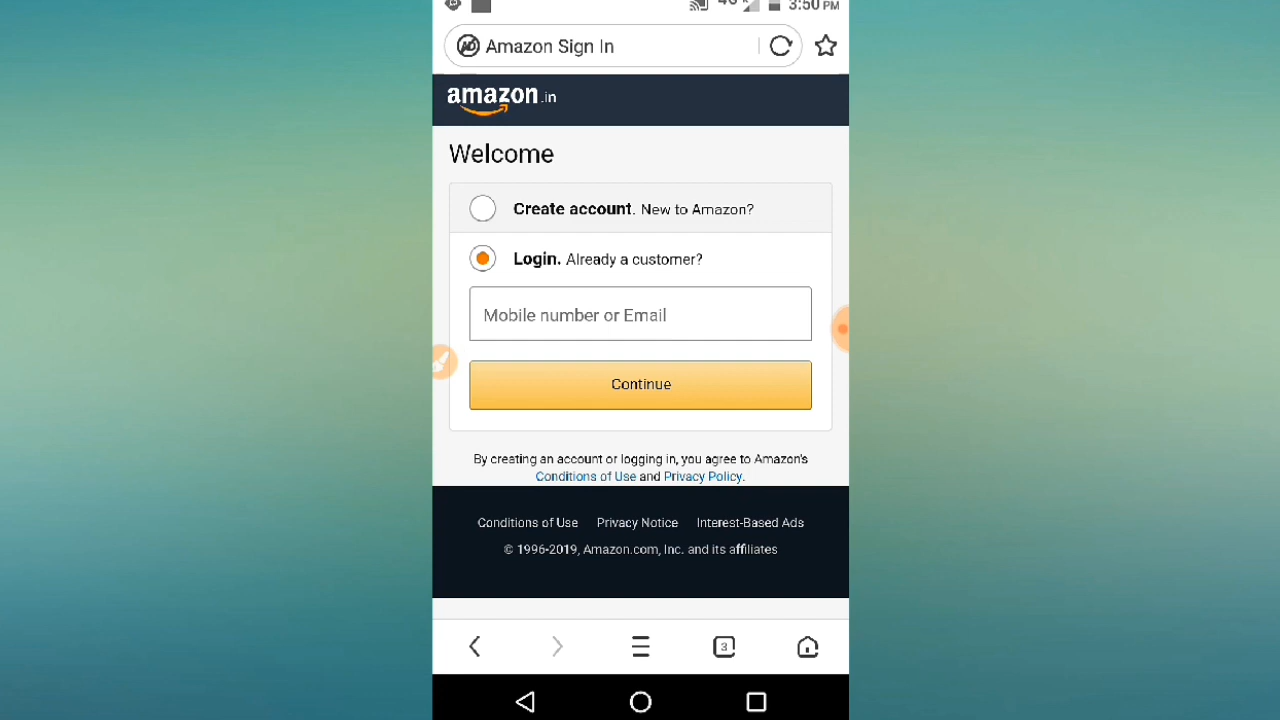 4G 3:50 PM
Amazon Sign In
amazon.in
Welcome
Create account. New to Amazon?
Login. Already a customer?
Mobile number or Email
Continue
By creating an account or logging in, you agree to Amazon's
Conditions of Use and Privacy Policy.
Conditions of Use Privacy Notice Interest-Based Ads
© 1996-2019, Amazon.com, Inc. and its affiliates
3